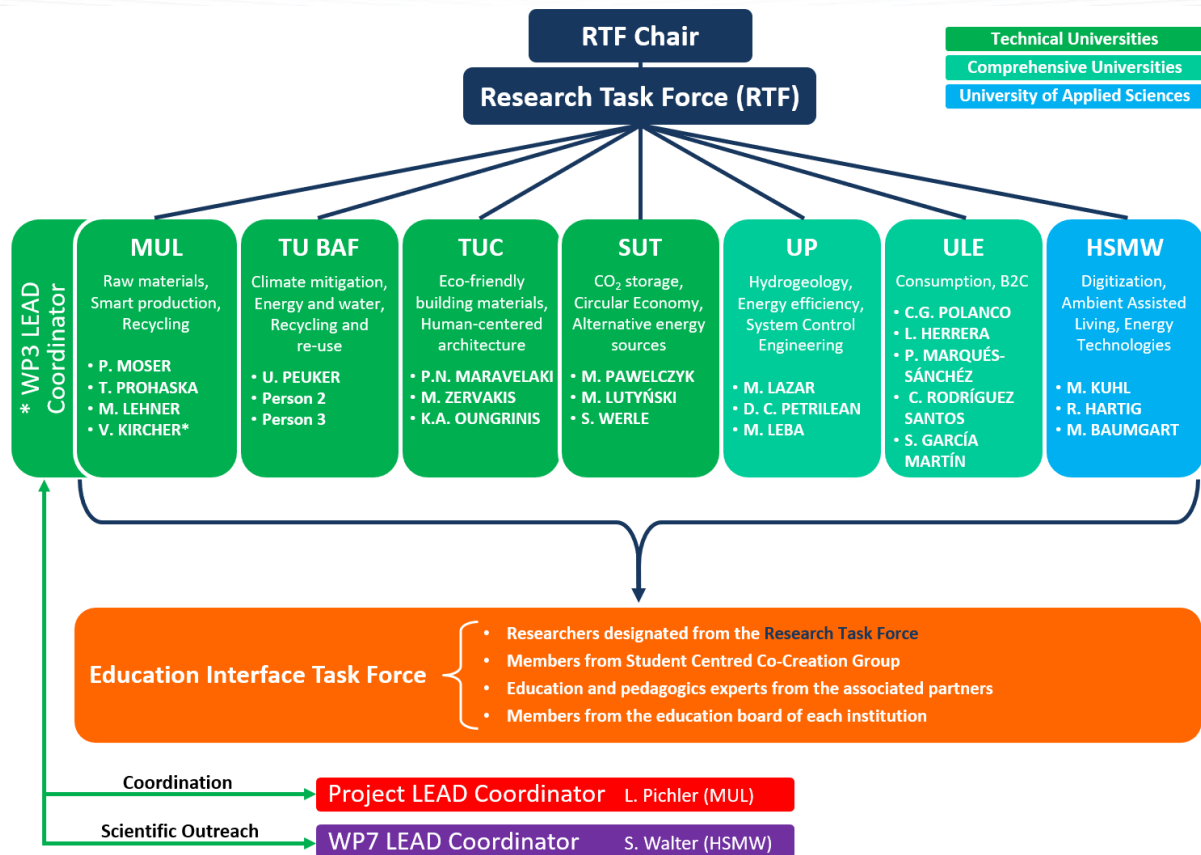 RTF Chair
Research Task Force (RTF)
Technical Universities
Comprehensive Universities
University of Applied Sciences
* WP3 LEAD
Coordinator
MUL
Raw materials,
Smart production,
Recycling
• P. MOSER
• T. PROHASKA
• M. LEHNER
• V. KIRCHER*
TU BAF
Climate mitigation,
Energy and water,
Recycling and
re-use
• U. PEUKER
• Person 2
• Person 3
TUC
Eco-friendly
building materials,
Human-centered
architecture
• P.N. MARAVELAKI
• M. ZERVAKIS
• K.A. OUNGRINIS
SUT
CO₂ storage,
Circular Economy,
Alternative energy
sources
• M. PAWELCZYK
• M. LUTYŃSKI
• S. WERLE
UP
Hydrogeology,
Energy efficiency,
System Control
Engineering
• M. LAZAR
• D. C. PETRILEAN
• M. LEBA
ULE
Consumption, B2C
• C.G. POLANCO
• L. HERRERA
• P. MARQUÉS-
SÁNCHÉZ
• C. RODRÍGUEZ
SANTOS
• S. GARCÍA
MARTÍN
HSMW
Digitization,
Ambient Assisted
Living, Energy
Technologies
• M. KUHL
• R. HARTIG
• M. BAUMGART
Education Interface Task Force
• Researchers designated from the Research Task Force
• Members from Student Centred Co-Creation Group
• Education and pedagogics experts from the associated partners
• Members from the education board of each institution
Coordination
Project LEAD Coordinator L. Pichler (MUL)
Scientific Outreach
WP7 LEAD Coordinator S. Walter (HSMW)